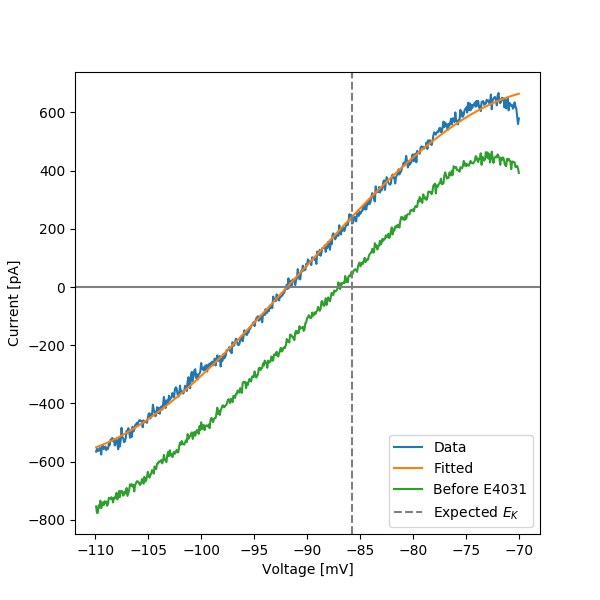 600
400
200
0
−200
−400
−600
−800
Current [pA]
−110 −105 −100 −95 −90 −85 −80 −75 −70
Voltage [mV]
Data
Fitted
Before E4031
Expected $E_K$